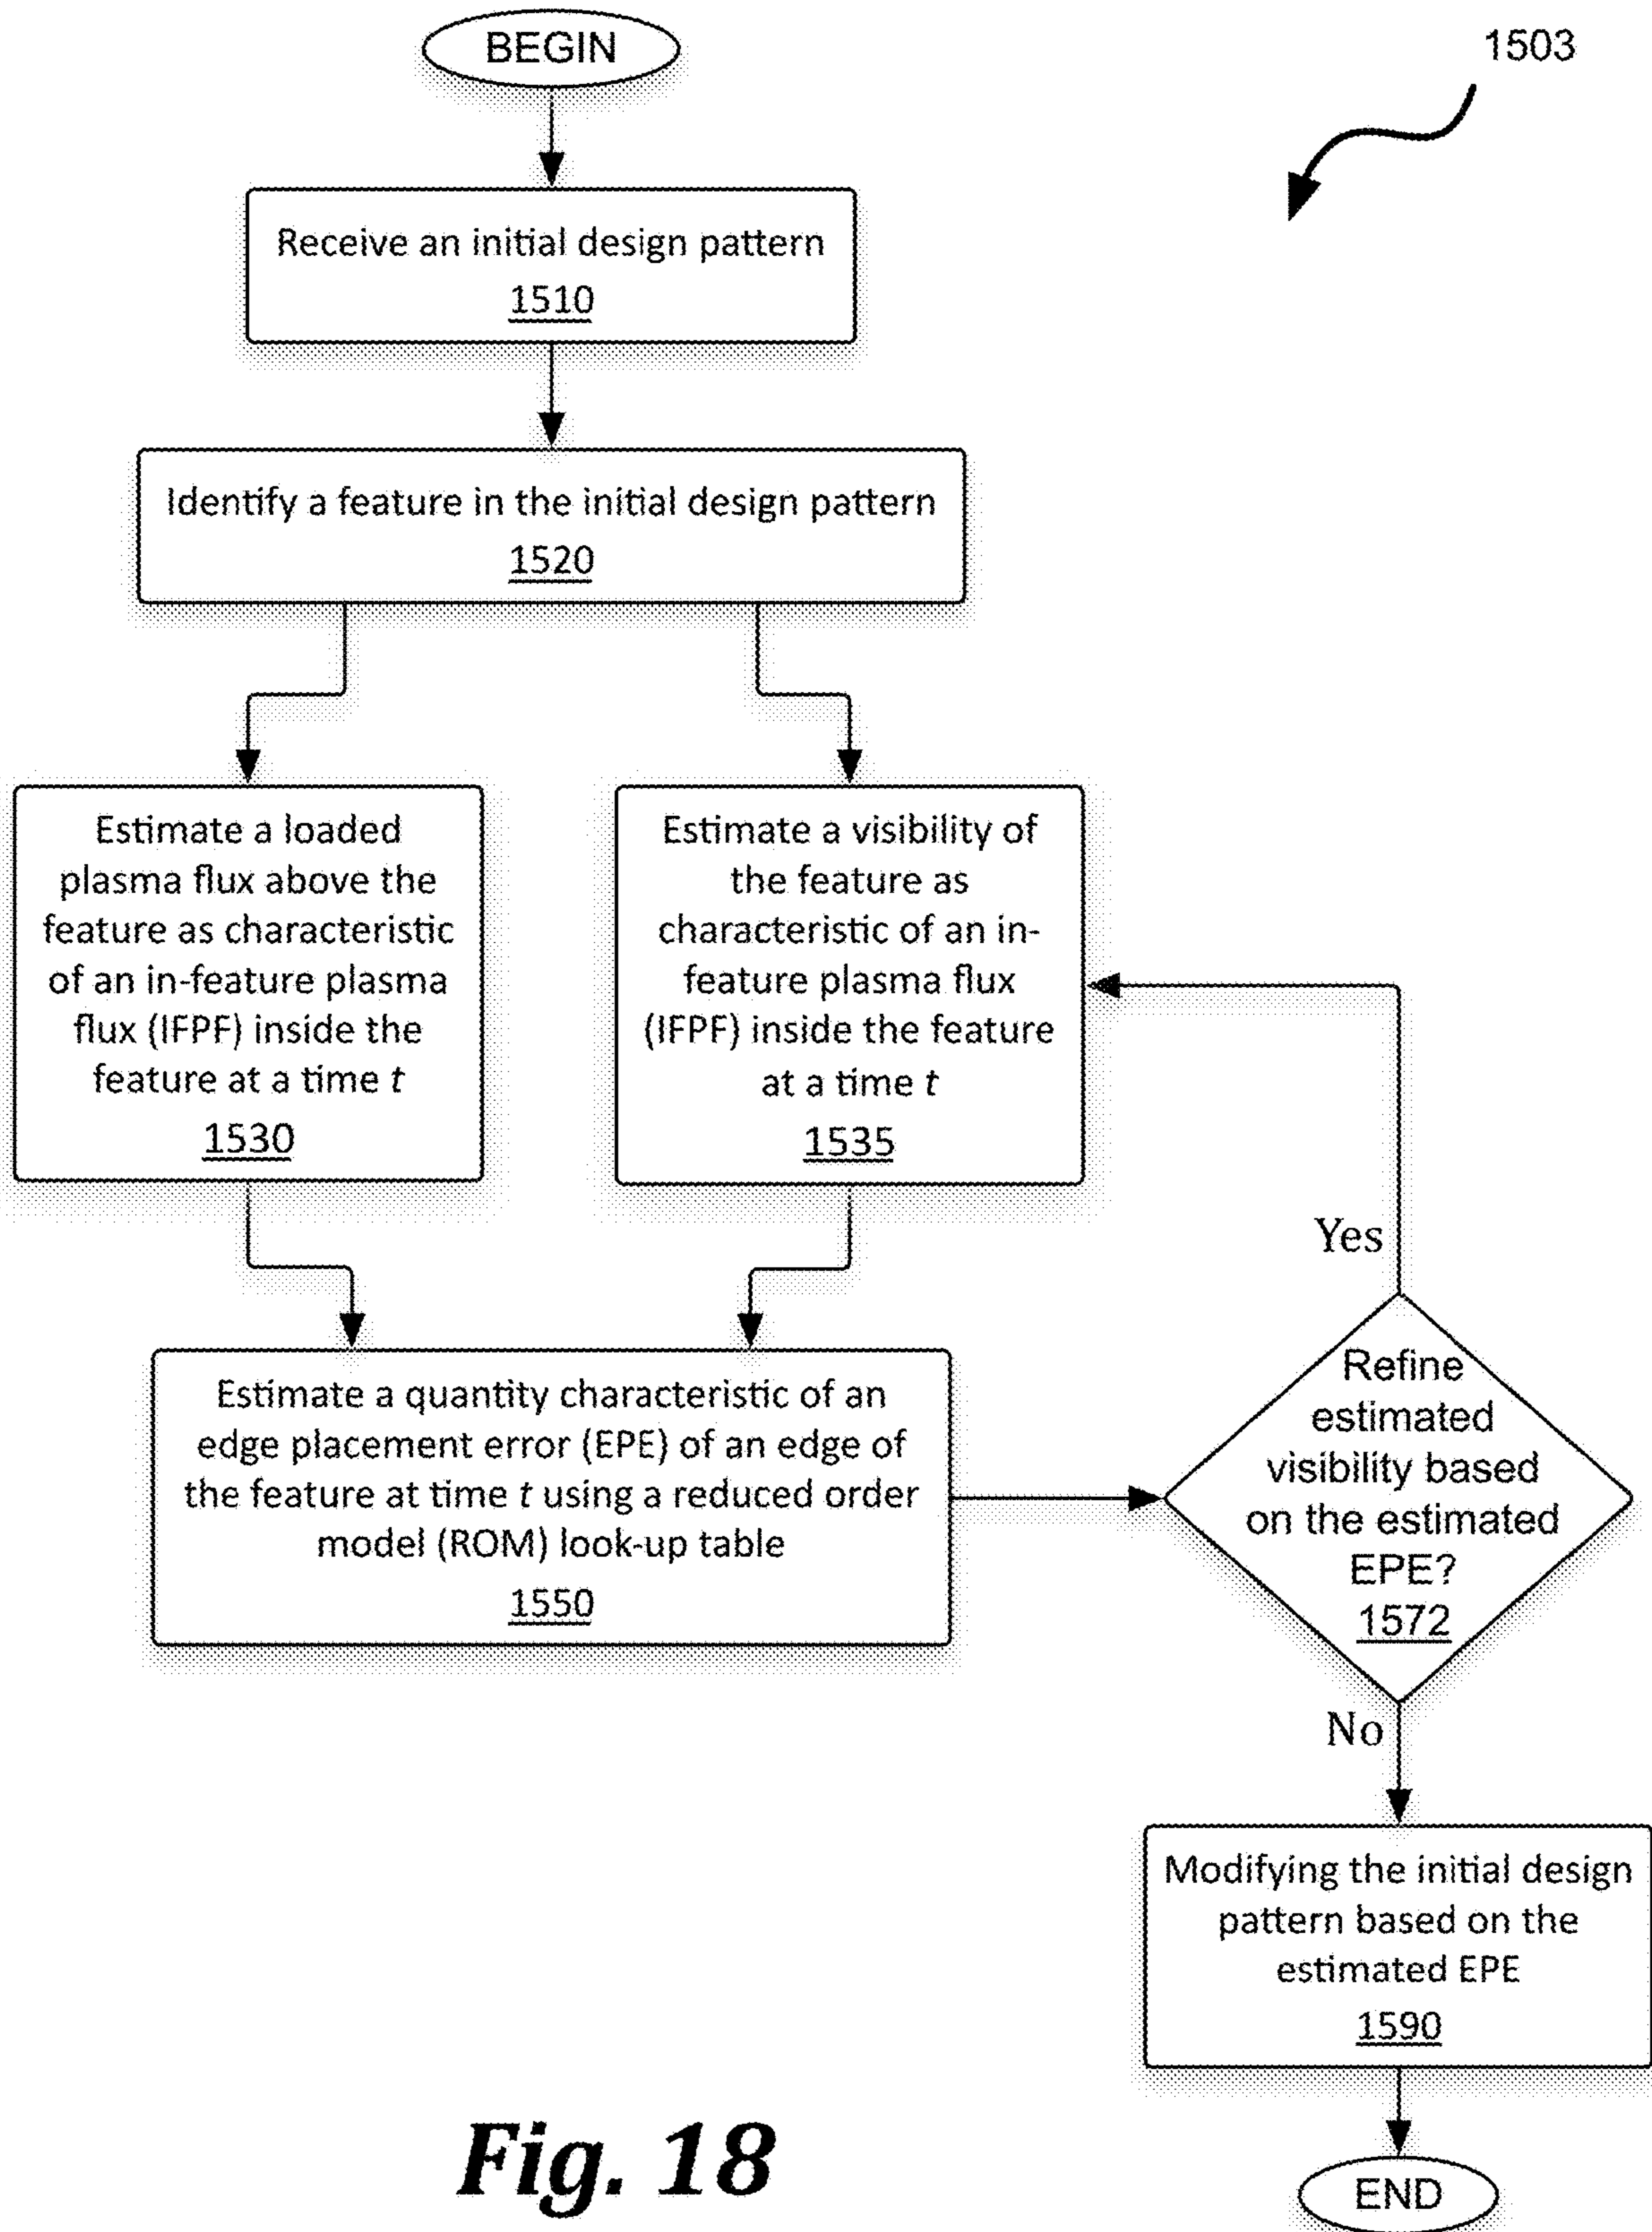 BEGIN
1503
Receive an initial design pattern
1510
Identify a feature in the initial design pattern
1520
Estimate a loaded
plasma flux above the
feature as characteristic
of an in-feature plasma
flux (IFPF) inside the
feature at a time t
1530
Estimate a visibility of
the feature as
characteristic of an in-
feature plasma flux
(IFPF) inside the feature
at a time t
1535
Estimate a quantity characteristic of an
edge placement error (EPE) of an edge of
the feature at time t using a reduced order
model (ROM) look-up table
1550
Yes
Refine
estimated
visibility based
on the estimated
EPE?
1572
No
Modifying the initial design
pattern based on the
estimated EPE
1590
END
Fig. 18